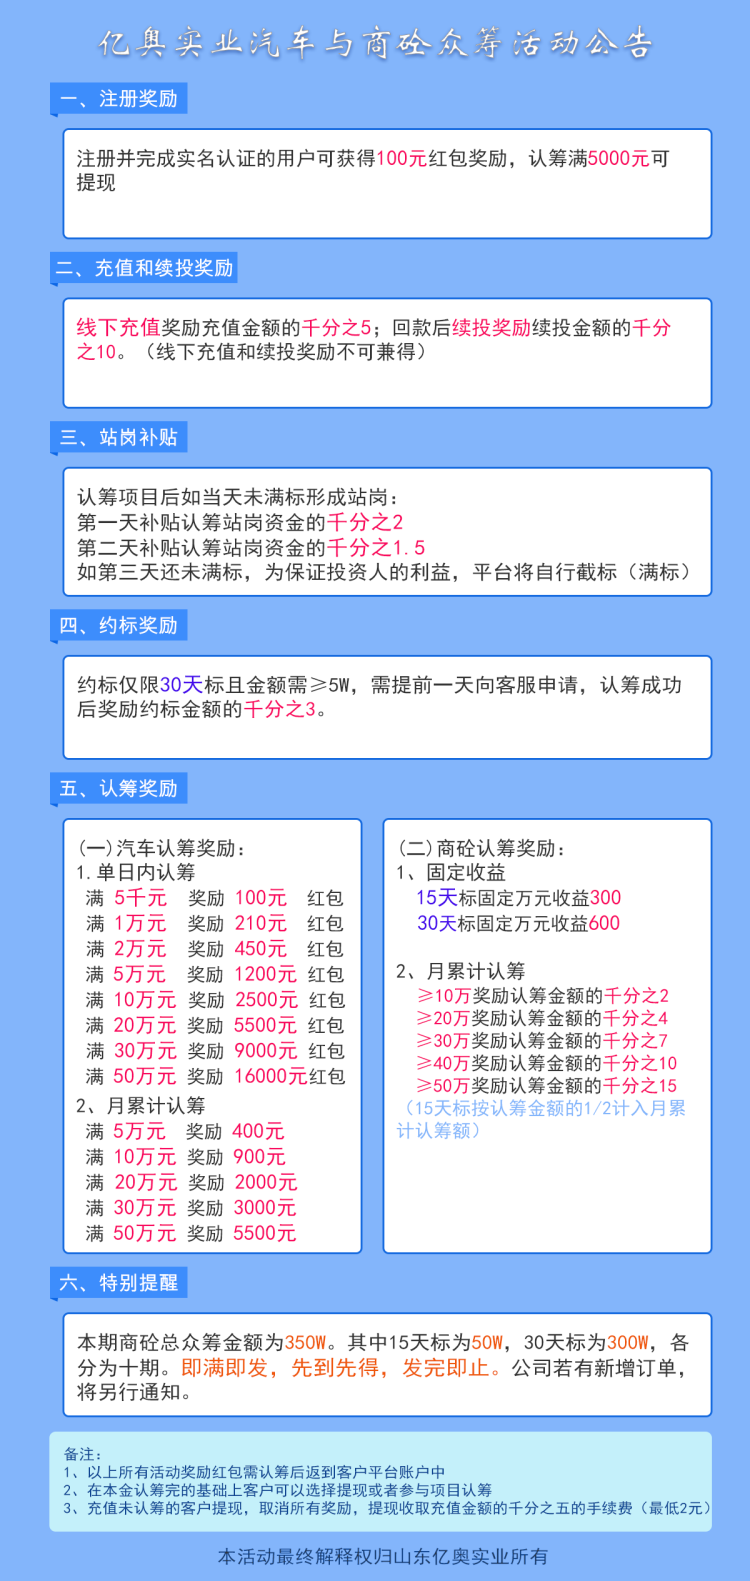 亿奥实业汽车与商砼众筹活动公告
一、注册奖励
注册并完成实名认证的用户可获得100元红包奖励，认筹满5000元可
提现
二、充值和续投奖励
线下充值奖励充值金额的千分之5；回款后续投奖励续投金额的千分
之10。（线下充值和续投奖励不可兼得）
三、站岗补贴
认筹项目后如当天未满标形成站岗：
第一天补贴认筹站岗资金的千分之2
第二天补贴认筹站岗资金的千分之1.5
如第三天还未满标，为保证投资人的利益，平台将自行截标（满标）
四、约标奖励
约标仅限30天标且金额需≥5W，需提前一天向客服申请，认筹成功
后奖励约标金额的千分之3。
五、认筹奖励
(一)汽车认筹奖励：
1.单日内认筹
满 5千元 奖励 100元 红包
满 1万元 奖励 210元 红包
满 2万元 奖励 450元 红包
满 5万元 奖励 1200元 红包
满 10万元 奖励 2500元 红包
满 20万元 奖励 5500元 红包
满 30万元 奖励 9000元 红包
满 50万元 奖励 16000元红包
2、月累计认筹
满 5万元 奖励 400元
满 10万元 奖励 900元
满 20万元 奖励 2000元
满 30万元 奖励 3000元
满 50万元 奖励 5500元
(二)商砼认筹奖励：
1、固定收益
15天标固定万元收益300
30天标固定万元收益600
2、月累计认筹
≥10万奖励认筹金额的千分之2
≥20万奖励认筹金额的千分之4
≥30万奖励认筹金额的千分之7
≥40万奖励认筹金额的千分之10
≥50万奖励认筹金额的千分之15
（15天标按认筹金额的1/2计入月累
计认筹额）
六、特别提醒
本期商砼总众筹金额为350W。其中15天标为50W，30天标为300W，各
分为十期。即满即发，先到先得，发完即止。公司若有新增订单，
将另行通知。
备注：
1、以上所有活动奖励红包需认筹后返到客户平台账户中
2、在本金认筹完的基础上客户可以选择提现或者参与项目认筹
3、充值未认筹的客户提现，取消所有奖励，提现收取充值金额的千分之五的手续费（最低2元）
本活动最终解释权归山东亿奥实业所有